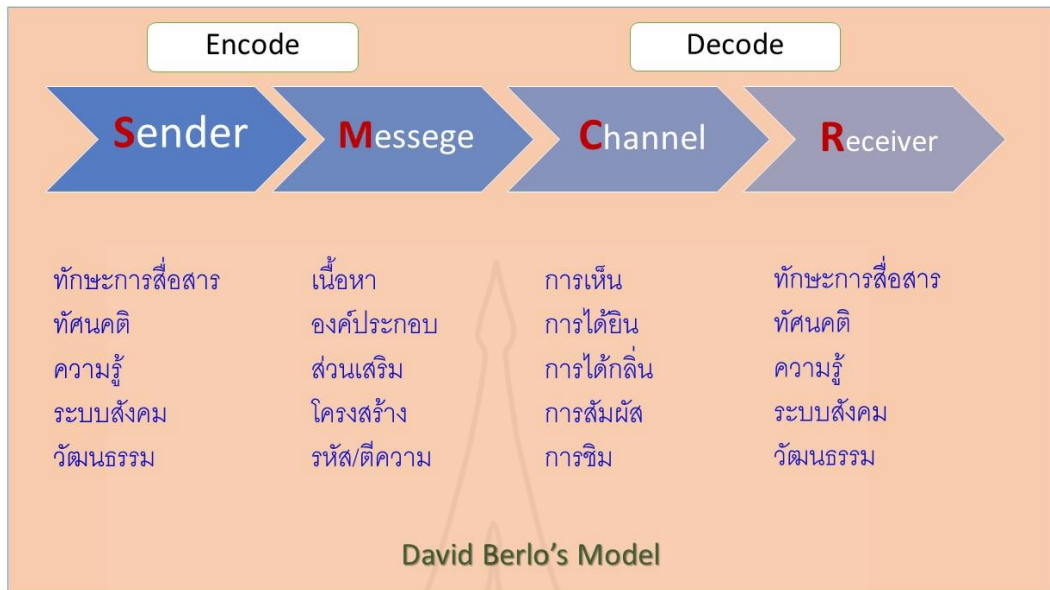 Encode
Decode
Sender
Messege
Channel
Receiver
ทักษะการสื่อสาร
ทัศนคติ
ความรู้
ระบบสังคม
วัฒนธรรม
เนื้อหา
องค์ประกอบ
ส่วนเสริม
โครงสร้าง
รหัส/ตีความ
การเห็น
การได้ยิน
การได้กลิ่น
การสัมผัส
การชิม
ทักษะการสื่อสาร
ทัศนคติ
ความรู้
ระบบสังคม
วัฒนธรรม
David Berlo's Model